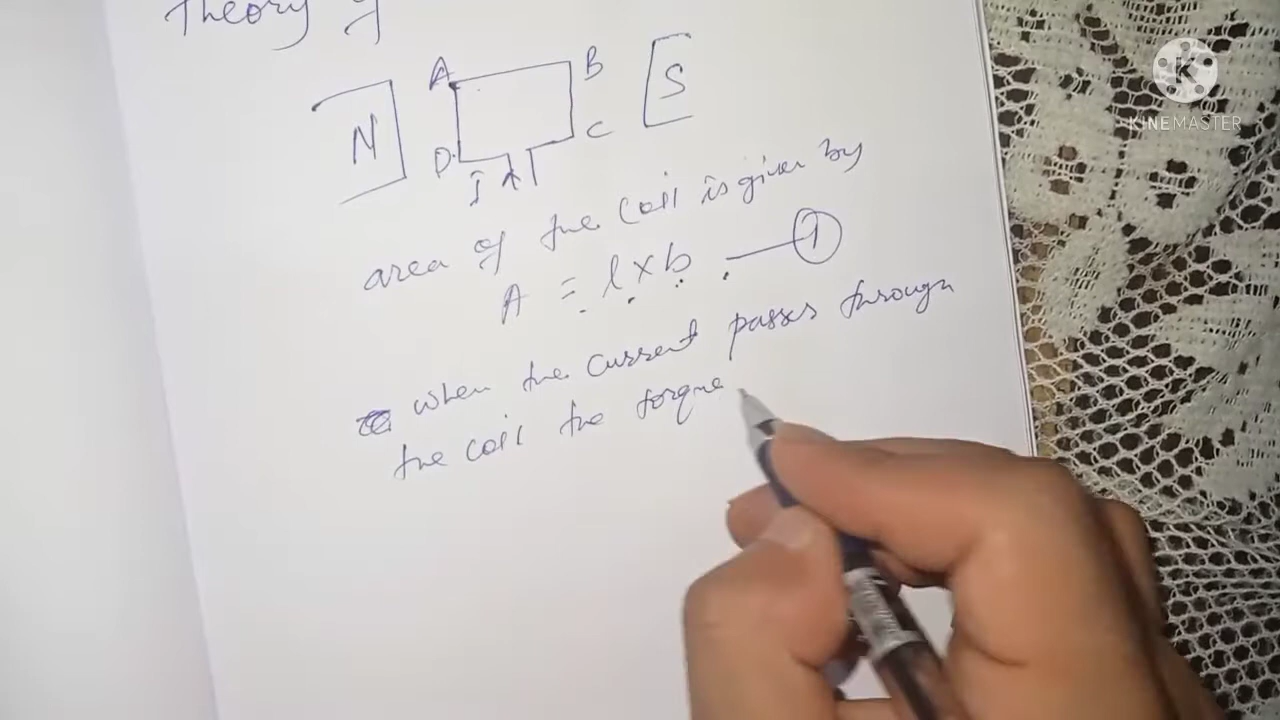 Theory of
N A B S
D C
I
area of the coil is given by
A = l x b . — 1
when the current passes through
the coil the torque
K
KINEMASTER